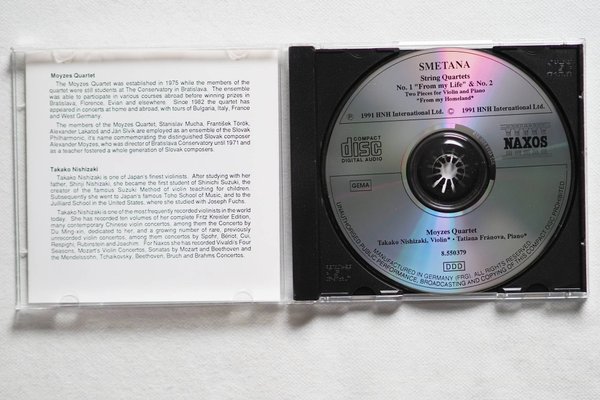 Moyzes Quartet
The Moyzes Quartet was established in 1975 while the members of the
quartet were still students at The Conservatory in Bratislava. The ensemble
was able to participate in various courses abroad before winning prizes in
Bratislava, Florence, Evian and elsewhere. Since 1982 the quartet has
appeared in concerts at home and abroad, with tours of Bulgaria, Italy, France
and West Germany.
The members of the Moyzes Quartet, Stanislav Mucha, František Török,
Alexander Lakatoš and Ján Slvik are employed as an ensemble of the Slovak
Philharmonic, it's name commemorating the distinguished Slovak composer
Alexander Moyzes, who was director of Bratislava Conservatory until 1971 and
as a teacher fostered a whole generation of Slovak composers.
Takako Nishizaki
Takako Nishizaki is one of Japan's finest violinists. After studying with her
father, Shinji Nishizaki, she became the first student of Shinichi Suzuki, the
creator of the famous Suzuki Method of violin teaching for children.
Subsequently she went to Japan's famous Toho School of Music, and to the
Julliard School in the United States, where she studied with Joseph Fuchs.
Takako Nishizaki is one of the most frequently recorded violinists in the world
today. She has recorded ten volumes of her complete Fritz Kreisler Edition,
many contemporary Chinese violin concertos, among them the Concerto by
Du Ming-xin, dedicated to her, and a growing number of rare, previously
unrecorded violin concertos, among them concertos by Spohr, Bériot, Cui,
Respighi, Rubinstein and Joachim. For Naxos she has recorded Vivaldi's Four
Seasons, Mozart's Violin Concertos, Sonatas by Mozart and Beethoven and
the Mendelssohn, Tchaikovsky, Beethoven, Bruch and Brahms Concertos.
SMETANA
String Quartets
No. 1 "From my Life" & No. 2
Two Pieces for Violin and Piano
"From my Homeland"*
℗ 1991 HNH International Ltd. © 1991 HNH International Ltd.
COMPACT
disc
DIGITAL AUDIO
NAXOS
GEMA
Moyzes Quartet
Takako Nishizaki, Violin* • Tatiana Fránova, Piano*
8.550379
DDD
MANUFACTURED IN GERMANY (FRG). ALL RIGHTS RESERVED.
UNAUTHORISED PUBLIC PERFORMANCE, BROADCASTING AND COPYING OF THIS COMPACT DISC PROHIBITED